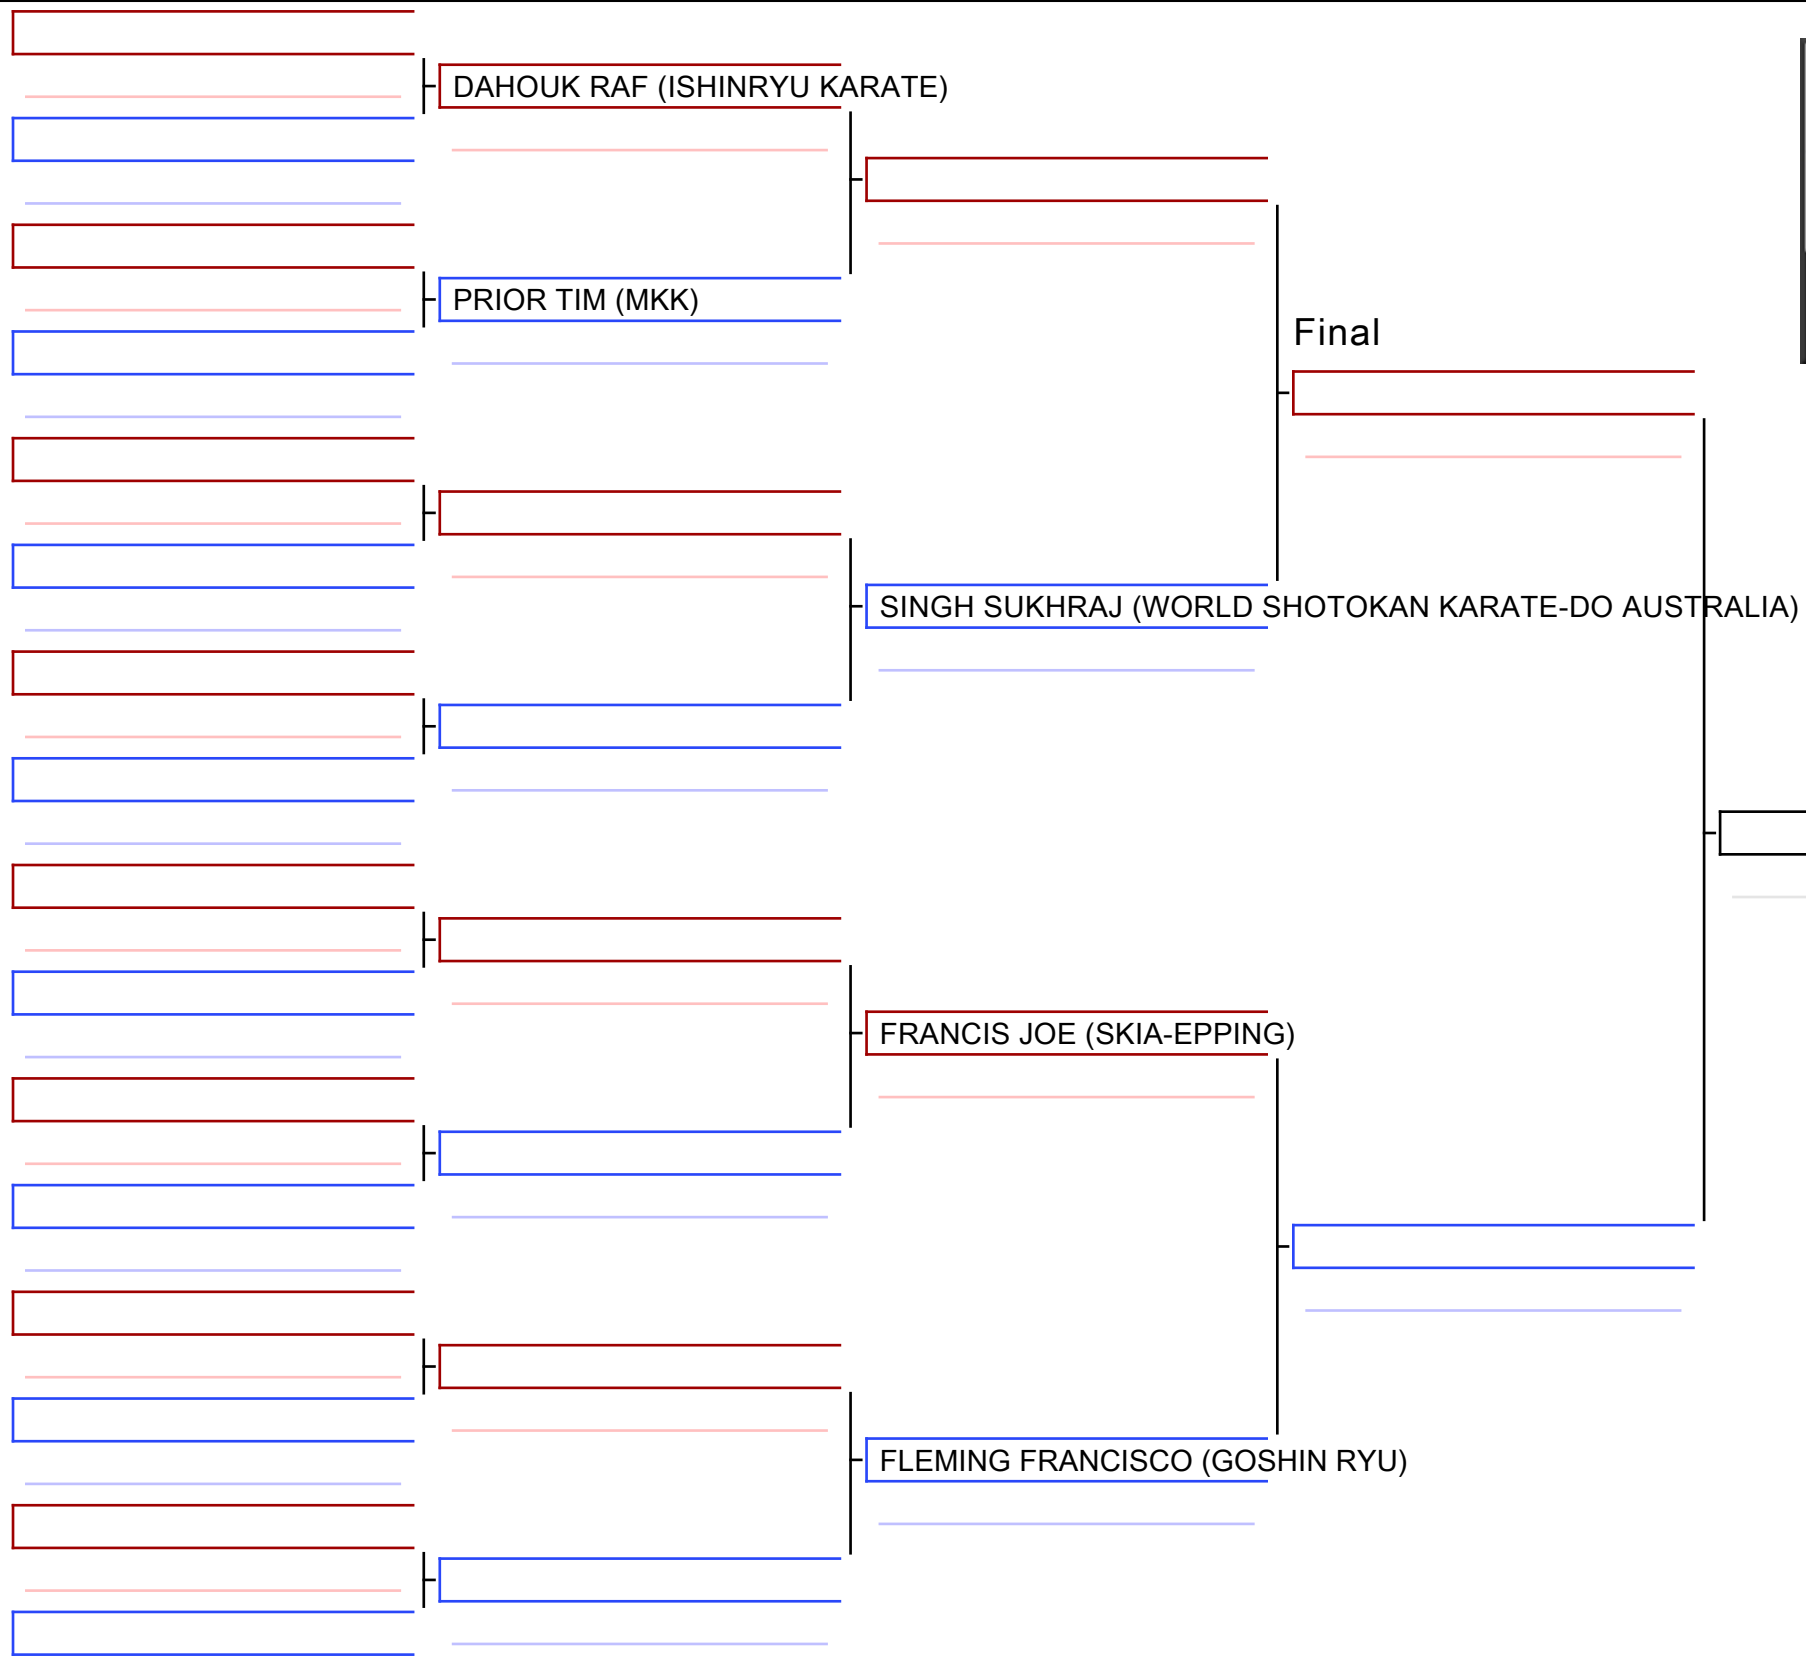 DAHOUK RAF (ISHINRYU KARATE)
PRIOR TIM (MKK)
Final
SINGH SUKHRAJ (WORLD SHOTOKAN KARATE-DO AUSTRALIA)
FRANCIS JOE (SKIA-EPPING)
FLEMING FRANCISCO (GOSHIN RYU)